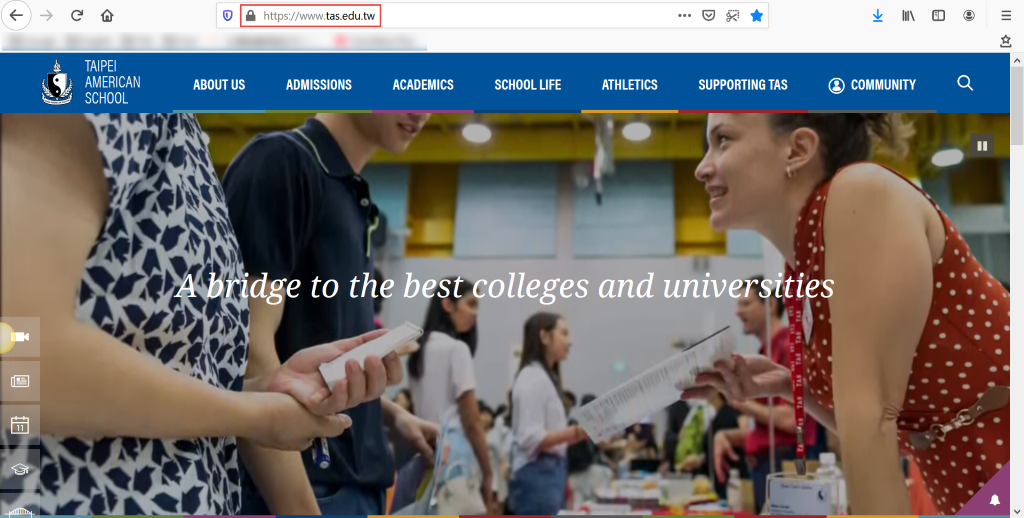 https://www.tas.edu.tw
TAIPEI
AMERICAN
SCHOOL
ABOUT US
ADMISSIONS
ACADEMICS
SCHOOL LIFE
ATHLETICS
SUPPORTING TAS
COMMUNITY
A bridge to the best colleges and universities
11
TAS